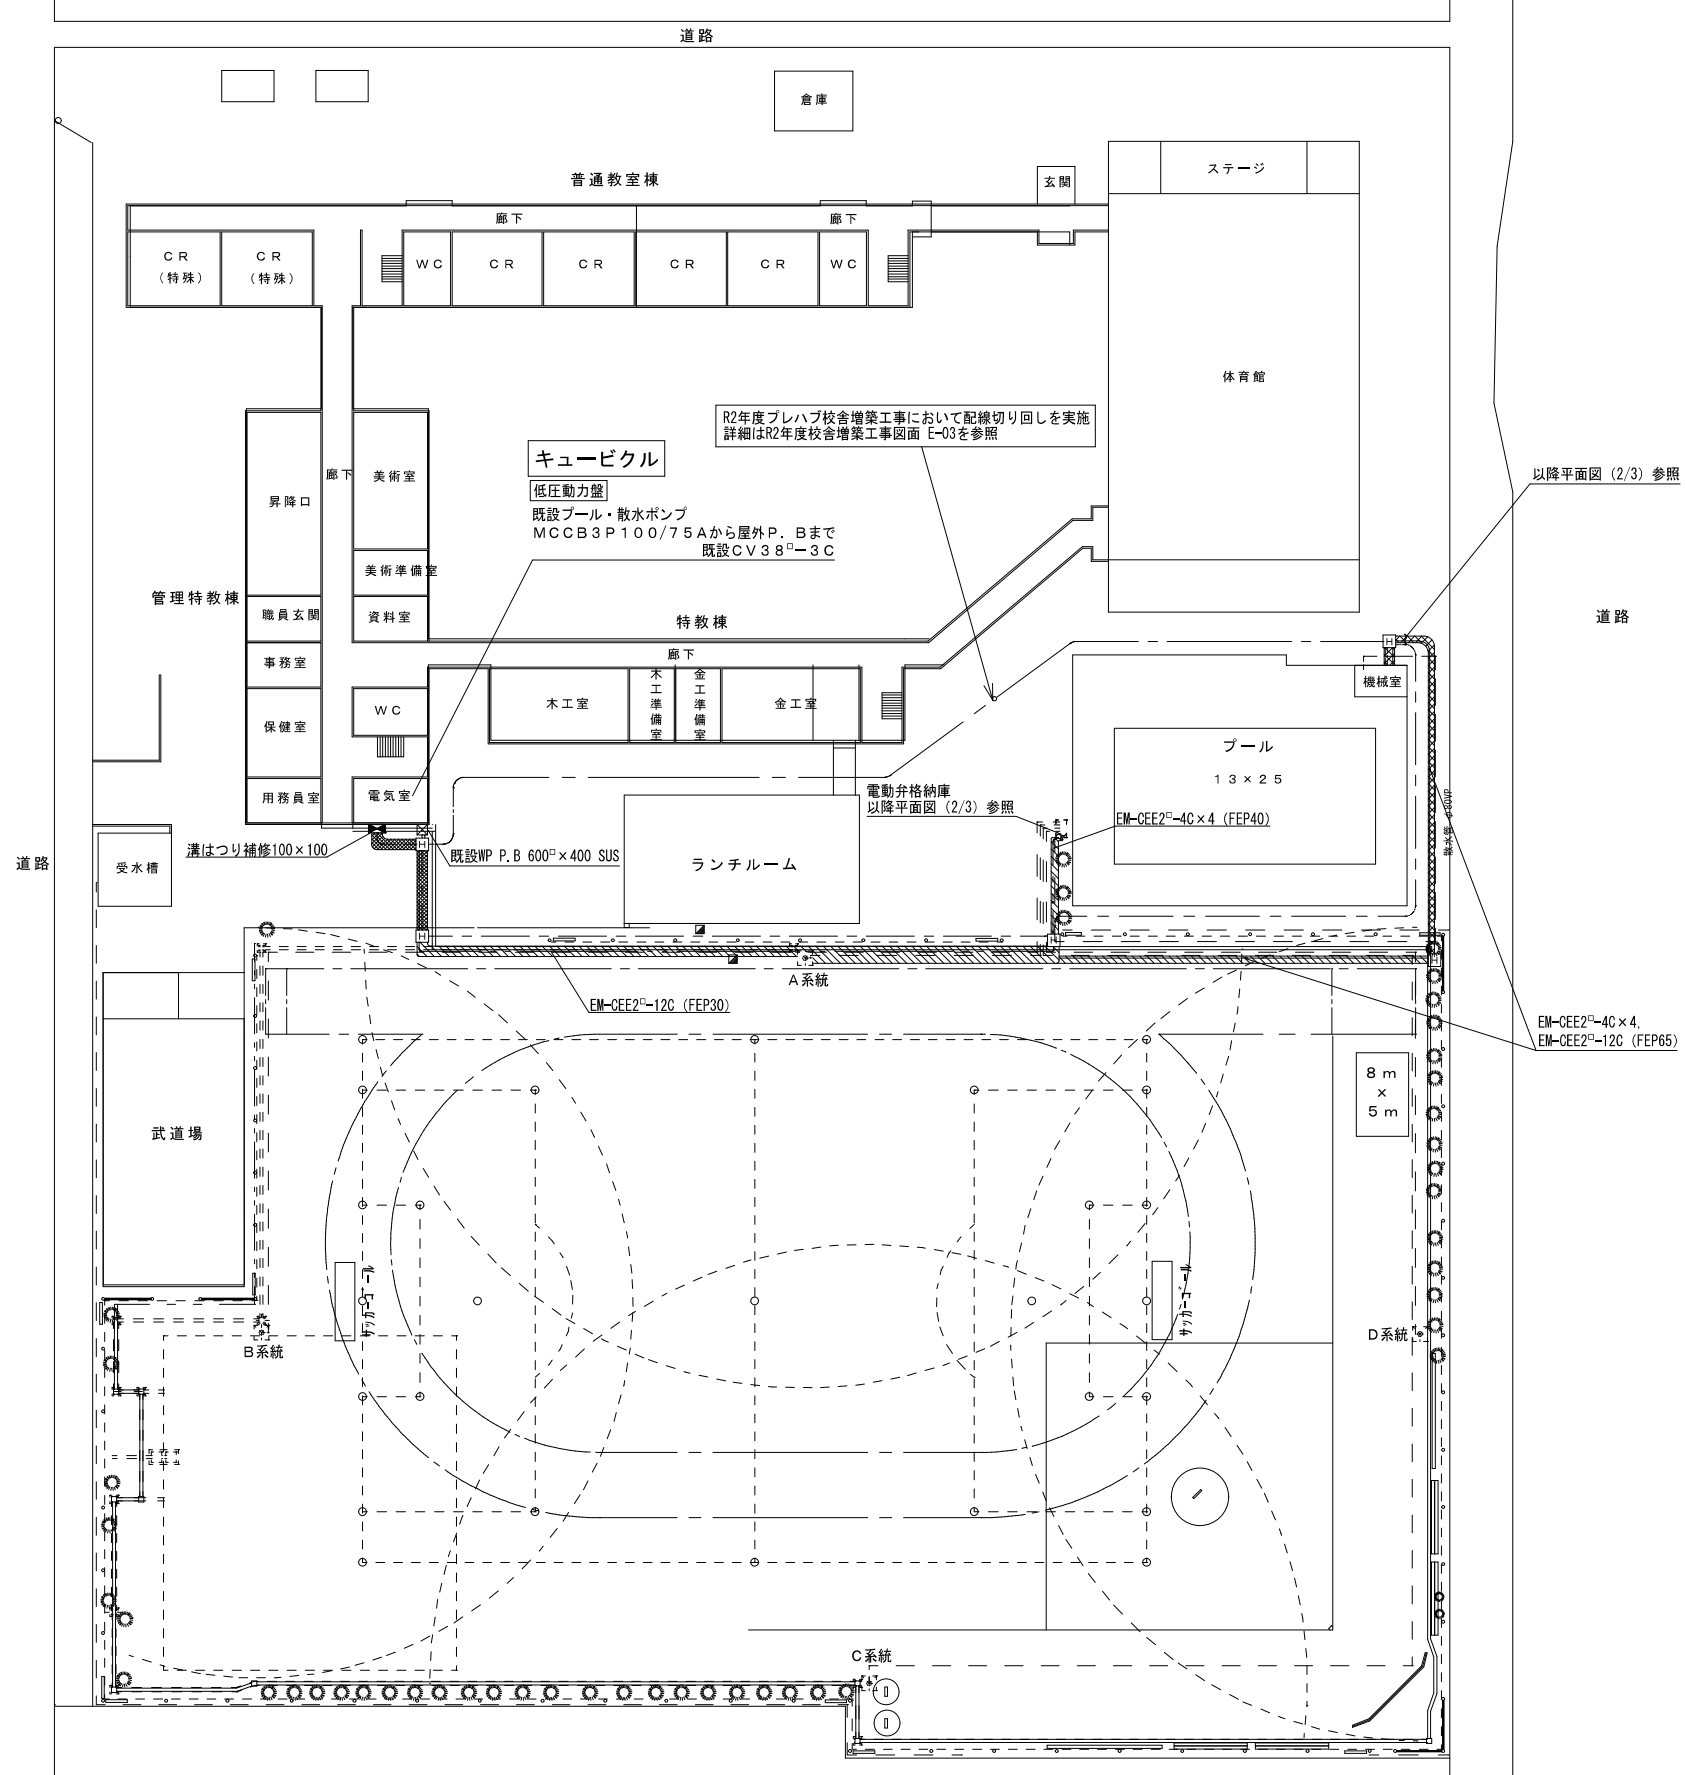 道路
倉庫
ステージ
玄関
普通教室棟
廊下
廊下
CR
(特殊)
CR
(特殊)
WC
CR
CR
CR
CR
WC
体育館
R2年度プレハブ校舎増築工事において配線切り回しを実施
詳細はR2年度校舎増築工事図面 E-03を参照
キュービクル
低圧動力盤
既設プール・散水ポンプ
MCCB3P100/75Aから屋外P.Bまで
既設CV38□-3C
以降平面図(2/3)参照
廊下
美術室
昇降口
美術準備室
管理特教棟
職員玄関
資料室
特教棟
道路
事務室
廊下
木工室
木工準備室
金工準備室
金工室
機械室
保健室
WC
プール
13×25
用務員室
電気室
電動弁格納庫
以降平面図(2/3)参照
EM-CEE2□-4C×4 (FEP40)
散水管 φ80VP
道路
受水槽
溝はつり補修100×100
既設WP P.B 600□×400 SUS
ランチルーム
H
H
H
H
H
A系統
EM-CEE2□-12C (FEP30)
EM-CEE2□-4C×4,
EM-CEE2□-12C (FEP65)
8m
×
5m
武道場
サッカーゴール
サッカーゴール
B系統
D系統
C系統